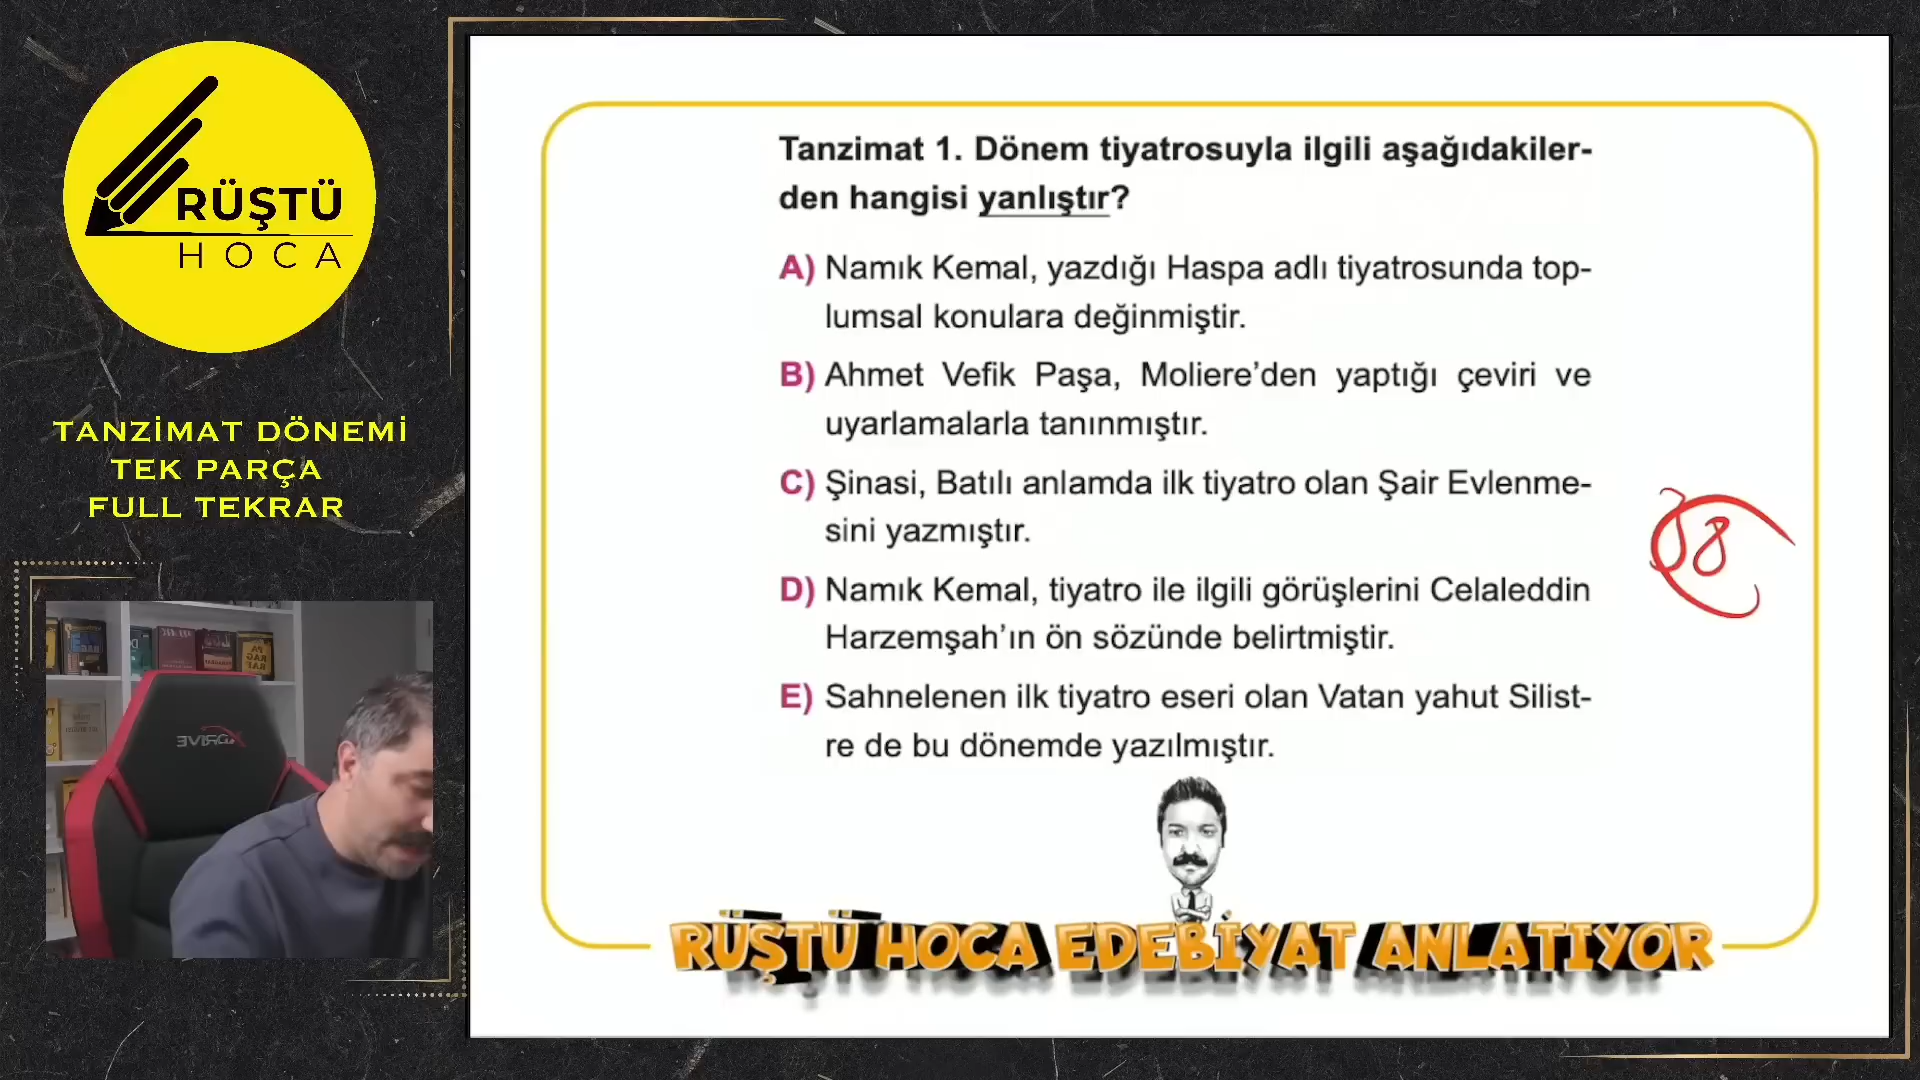 RÜŞTÜ
HOCA
TANZİMAT DÖNEMİ
TEK PARÇA
FULL TEKRAR
Tanzimat 1. Dönem tiyatrosuyla ilgili aşağıdakiler-
den hangisi yanlıştır?
A) Namık Kemal, yazdığı Haspa adlı tiyatrosunda top-
lumsal konulara değinmiştir.
B) Ahmet Vefik Paşa, Moliere’den yaptığı çeviri ve
uyarlamalarla tanınmıştır.
C) Şinasi, Batılı anlamda ilk tiyatro olan Şair Evlenme-
sini yazmıştır.
D) Namık Kemal, tiyatro ile ilgili görüşlerini Celaleddin
Harzemşah’ın ön sözünde belirtmiştir.
E) Sahnelenen ilk tiyatro eseri olan Vatan yahut Silist-
re de bu dönemde yazılmıştır.
RÜŞTÜ HOCA EDEBİYAT ANLATIYOR